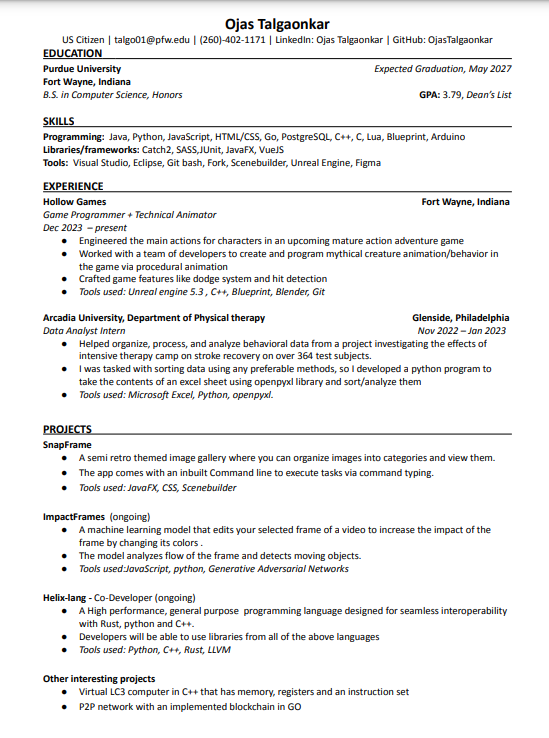 Ojas Talgaonkar
US Citizen | talgo01@pfw.edu | (260)-402-1171 | LinkedIn: Ojas Talgaonkar | GitHub: OjasTalgaonkar
EDUCATION
Purdue University Expected Graduation, May 2027
Fort Wayne, Indiana
B.S. in Computer Science, Honors GPA: 3.79, Dean's List
SKILLS
Programming: Java, Python, JavaScript, HTML/CSS, Go, PostgreSQL, C++, C, Lua, Blueprint, Arduino
Libraries/frameworks: Catch2, SASS,JUnit, JavaFX, VueJS
Tools: Visual Studio, Eclipse, Git bash, Fork, Scenebuilder, Unreal Engine, Figma
EXPERIENCE
Hollow Games Fort Wayne, Indiana
Game Programmer + Technical Animator
Dec 2023 – present
● Engineered the main actions for characters in an upcoming mature action adventure game
● Worked with a team of developers to create and program mythical creature animation/behavior in
the game via procedural animation
● Crafted game features like dodge system and hit detection
● Tools used: Unreal engine 5.3 , C++, Blueprint, Blender, Git
Arcadia University, Department of Physical therapy Glenside, Philadelphia
Data Analyst Intern Nov 2022 – Jan 2023
● Helped organize, process, and analyze behavioral data from a project investigating the effects of
intensive therapy camp on stroke recovery on over 364 test subjects.
● I was tasked with sorting data using any preferable methods, so I developed a python program to
take the contents of an excel sheet using openpyxl library and sort/analyze them
● Tools used: Microsoft Excel, Python, openpyxl.
PROJECTS
SnapFrame
● A semi retro themed image gallery where you can organize images into categories and view them.
● The app comes with an inbuilt Command line to execute tasks via command typing.
● Tools used: JavaFX, CSS, Scenebuilder
ImpactFrames (ongoing)
● A machine learning model that edits your selected frame of a video to increase the impact of the
frame by changing its colors .
● The model analyzes flow of the frame and detects moving objects.
● Tools used:JavaScript, python, Generative Adversarial Networks
Helix-lang - Co-Developer (ongoing)
● A High performance, general purpose programming language designed for seamless interoperability
with Rust, python and C++.
● Developers will be able to use libraries from all of the above languages
● Tools used: Python, C++, Rust, LLVM
Other interesting projects
● Virtual LC3 computer in C++ that has memory, registers and an instruction set
● P2P network with an implemented blockchain in GO